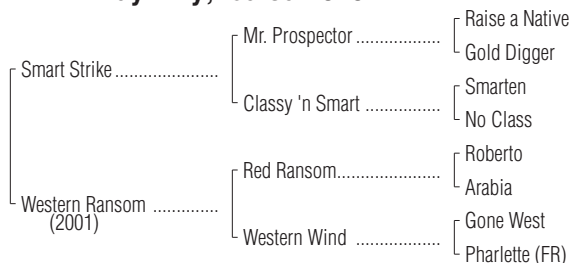 Raise a Native
Mr. Prospector ...................
Gold Digger
Smart Strike .......................
Smarten
Classy 'n Smart .................
No Class
Roberto
Red Ransom.......................
Arabia
Western Ransom ..............
(2001)
Gone West
Western Wind ....................
Pharlette (FR)